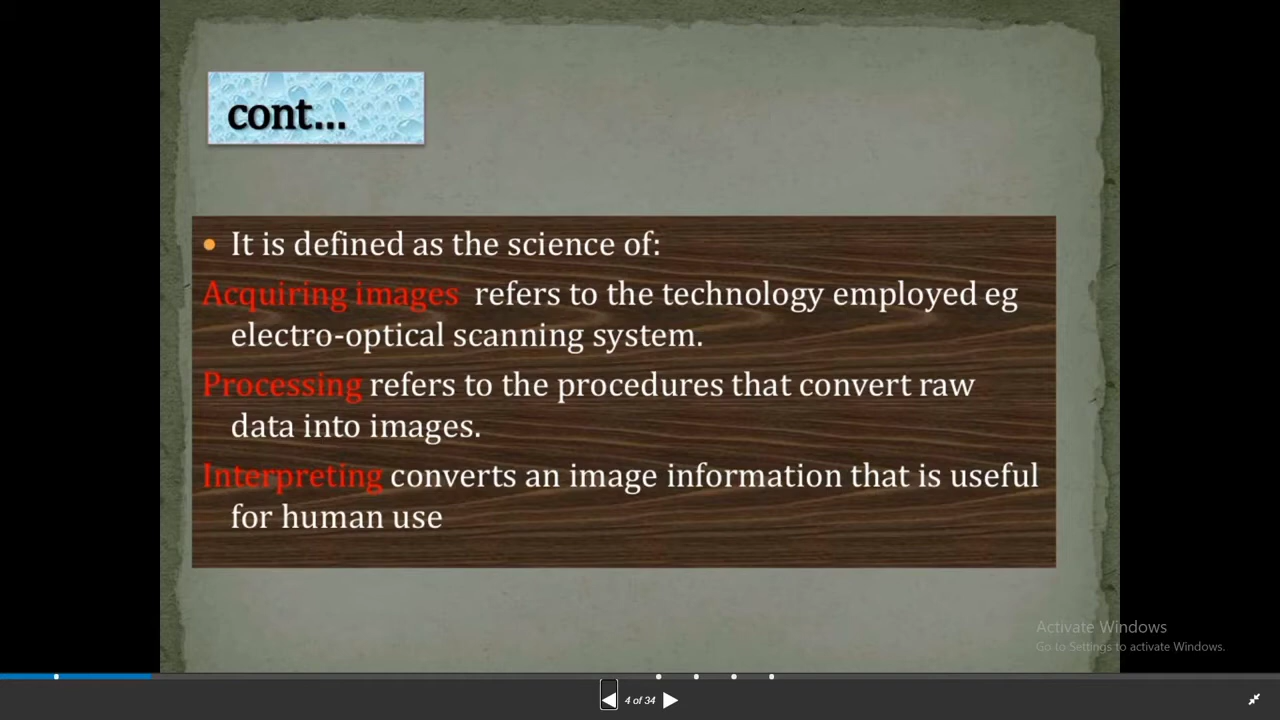 cont...
• It is defined as the science of:
Acquiring images refers to the technology employed eg
electro-optical scanning system.
Processing refers to the procedures that convert raw
data into images.
Interpreting converts an image information that is useful
for human use
Activate Windows
Go to Settings to activate Windows.
4 of 34